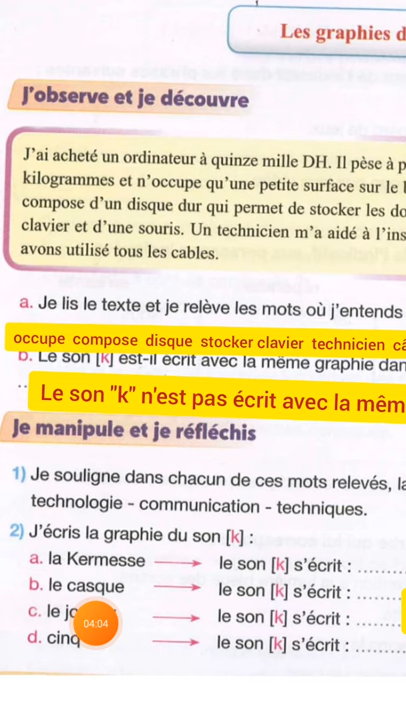 Les graphies d
J'observe et je découvre
J'ai acheté un ordinateur à quinze mille DH. Il pèse à p
kilogrammes et n'occupe qu'une petite surface sur le
compose d'un disque dur qui permet de stocker les do
clavier et d'une souris. Un technicien m'a aidé à l'ins
avons utilisé tous les cables.
a. Je lis le texte et je relève les mots où j'entends
occupe compose disque stocker clavier technicien câ
b. Le son [k] est-il écrit avec la même graphie dan
..
Le son "k" n'est pas écrit avec la mêm
Je manipule et je réfléchis
1) Je souligne dans chacun de ces mots relevés, la
technologie - communication - techniques.
2) J'écris la graphie du son [k] :
a. la Kermesse → le son [k] s'écrit : ........
b. le casque → le son [k] s'écrit : ........
c. le → le son [k] s'écrit : ........
04:04
d. cinq → le son [k] s'écrit : ........